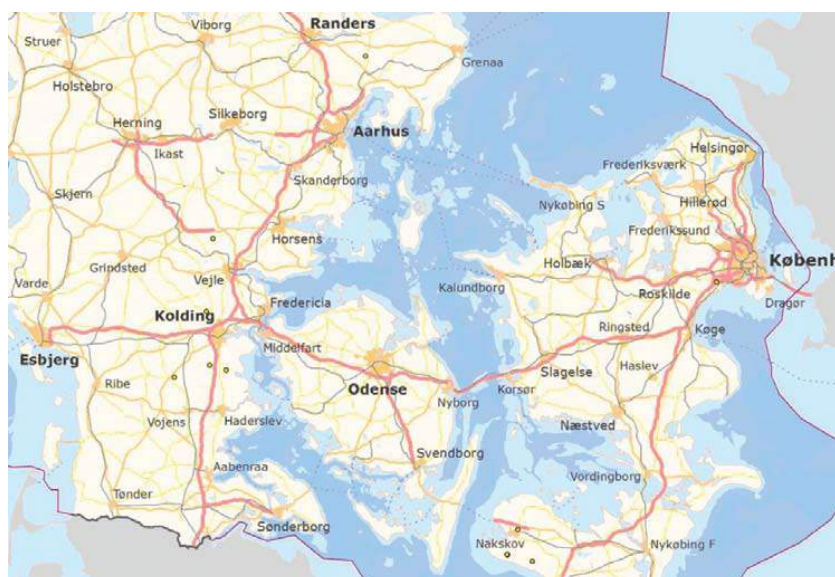 Randers
Viborg
Struer
Grenaa
Holstebro
Silkeborg
Herning
Aarhus
Ikast
Helsingør
Frederiksværk
Skanderborg
Skjern
Nykøbing S
Hillerød
Horsens
Frederikssund
Grindsted
Holbæk
Københ
Vejle
Varde
Kalundborg
Roskilde
Dragør
Fredericia
Kolding
Ringsted
Køge
Middelfart
Esbjerg
Slagelse
Haslev
Ribe
Odense
Nyborg
Korsør
Vojens
Haderslev
Næstved
Svendborg
Aabenraa
Vordingborg
Tønder
Sønderborg
Nakskov
Nykøbing F